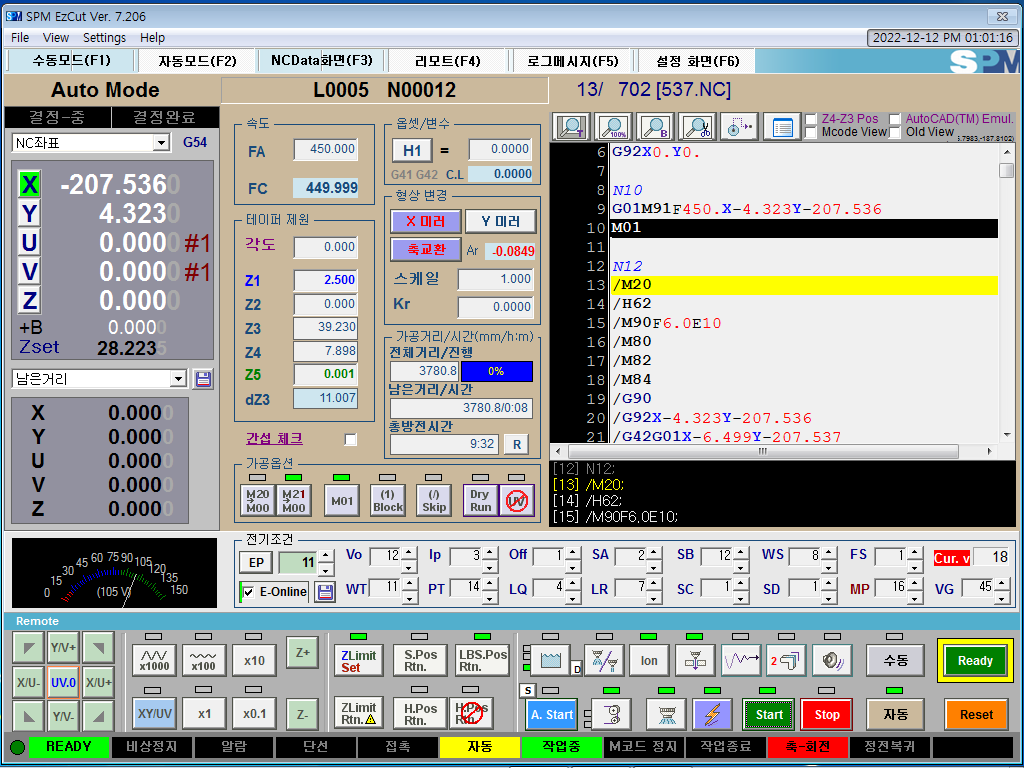 SPM EzCut Ver. 7.206
File View Settings Help
2022-12-12 PM 01:01:16
수동모드(F1) 자동모드(F2) NCData화면(F3) 리모트(F4) 로그메시지(F5) 설정 화면(F6)
SPM
Auto Mode
L0005 N00012
13/ 702 [537.NC]
결정-중 결정완료
NC좌표 G54
X -207.5360
Y 4.3230
U 0.0000 #1
V 0.0000 #1
Z 0.0000
+B 0.0000
Zset 28.2235
남은거리
X 0.0000
Y 0.0000
U 0.0000
V 0.0000
Z 0.0000
속도
FA 450.000
FC 449.999
테이퍼 제원
각도 0.000
Z1 2.500
Z2 0.000
Z3 39.230
Z4 7.898
Z5 0.001
dZ3 11.007
간섭 체크
옵셋/변수
H1 = 0.0000
G41 G42 C.L 0.0000
형상 변경
X 미러 Y 미러
축교환 Ar -0.0849
스케일 1.000
Kr 0.0000
가공거리/시간(mm/h:m)
전체거리/진행
3780.8 0%
남은거리/시간
3780.8/0:08
총방전시간
9:32 R
가공옵션
M20 M00 M21 M00 M01 (1) Block (/) Skip Dry Run UV
T 100% B
Z4-Z3 Pos AutoCAD(TM) Emul.
Mcode View Old View
5.7983,-187.8102)
6 G92X0.Y0.
7
8 N10
9 G01M91F450.X-4.323Y-207.536
10 M01
11
12 N12
13 /M20
14 /H62
15 /M90F6.0E10
16 /M80
17 /M82
18 /M84
19 /G90
20 /G92X-4.323Y-207.536
21 /G42G01X-6.499Y-207.537
[12] N12;
[13] /M20;
[14] /H62;
[15] /M90F6.0E10;
0 15 30 45 60 75 90 105 120 135 150
(105 V)
전기조건
EP 11 Vo 12 Ip 3 Off 1 SA 2 SB 12 WS 8 FS 1 Cur. v 18
E-Online WT 11 PT 14 LQ 4 LR 7 SC 1 SD 1 MP 16 VG 45
Remote
Y/V+ x1000 x100 x10 Z+ ZLimit Set S.Pos Rtn. LBS.Pos Rtn. D Ion 2 수동 Ready
X/U- UV.0 X/U+
Y/V- XY/UV x1 x0.1 Z- ZLimit Rtn. H.Pos Rtn. H.Pos Rtn. S A. Start Start Stop 자동 Reset
READY 비상정지 알람 단선 접촉 자동 작업중 M코드 정지 작업종료 축-회전 정전복귀